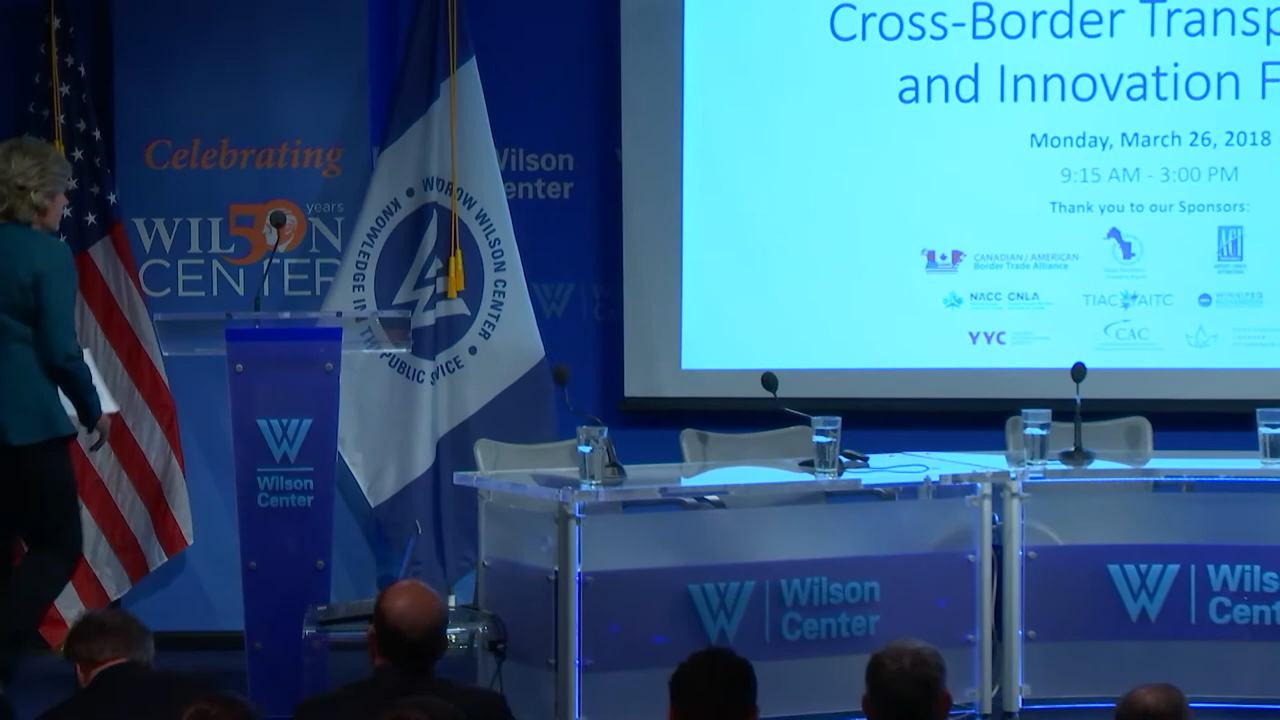 Cross-Border Transp
and Innovation F
Monday, March 26, 2018
9:15 AM - 3:00 PM
Thank you to our Sponsors:
CANADIAN / AMERICAN
Border Trade Alliance
NACC CNLA
TIAC AITC
YYC
CAC
Celebrating
50 years
WILSON
CENTER
Wilson
Center
WOODROW WILSON CENTER
KNOWLEDGE IN THE PUBLIC SERVICE
Wilson
Center
Wilson
Center
Wils
Cent